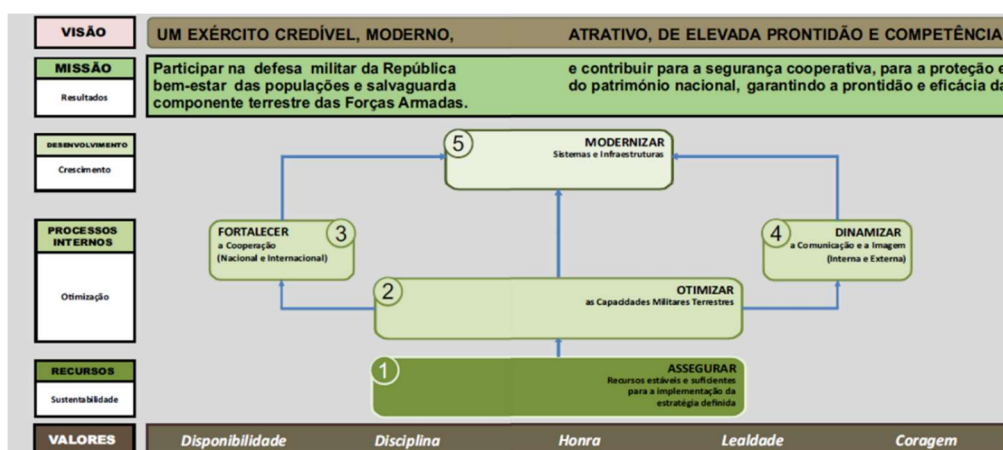 VISÃO
UM EXÉRCITO CREDÍVEL, MODERNO, ATRATIVO, DE ELEVADA PRONTIDÃO E COMPETÊNCIA
MISSÃO
Resultados
Participar na defesa militar da República e contribuir para a segurança cooperativa, para a proteção e
bem-estar das populações e salvaguarda do património nacional, garantindo a prontidão e eficácia da
componente terrestre das Forças Armadas.
DESENVOLVIMENTO
Crescimento
5
MODERNIZAR
Sistemas e Infraestruturas
PROCESSOS
INTERNOS
Otimização
FORTALECER
a Cooperação
(Nacional e Internacional)
3
4
DINAMIZAR
a Comunicação e a Imagem
(Interna e Externa)
2
OTIMIZAR
as Capacidades Militares Terrestres
RECURSOS
Sustentabilidade
1
ASSEGURAR
Recursos estáveis e suficientes
para a implementação da
estratégia definida
VALORES
Disponibilidade Disciplina Honra Lealdade Coragem